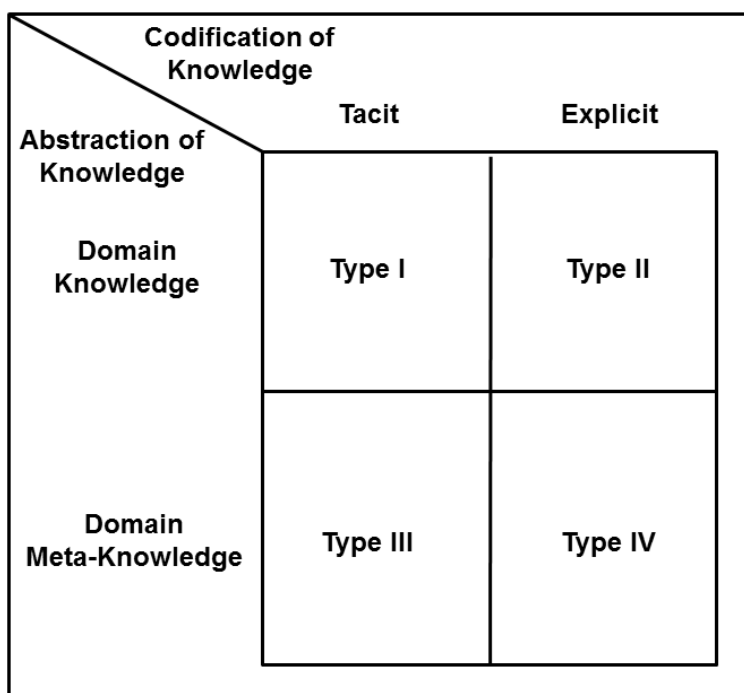 Codification of
Knowledge
Tacit Explicit
Abstraction of
Knowledge
Domain
Knowledge
Type I Type II
Domain
Meta-Knowledge
Type III Type IV